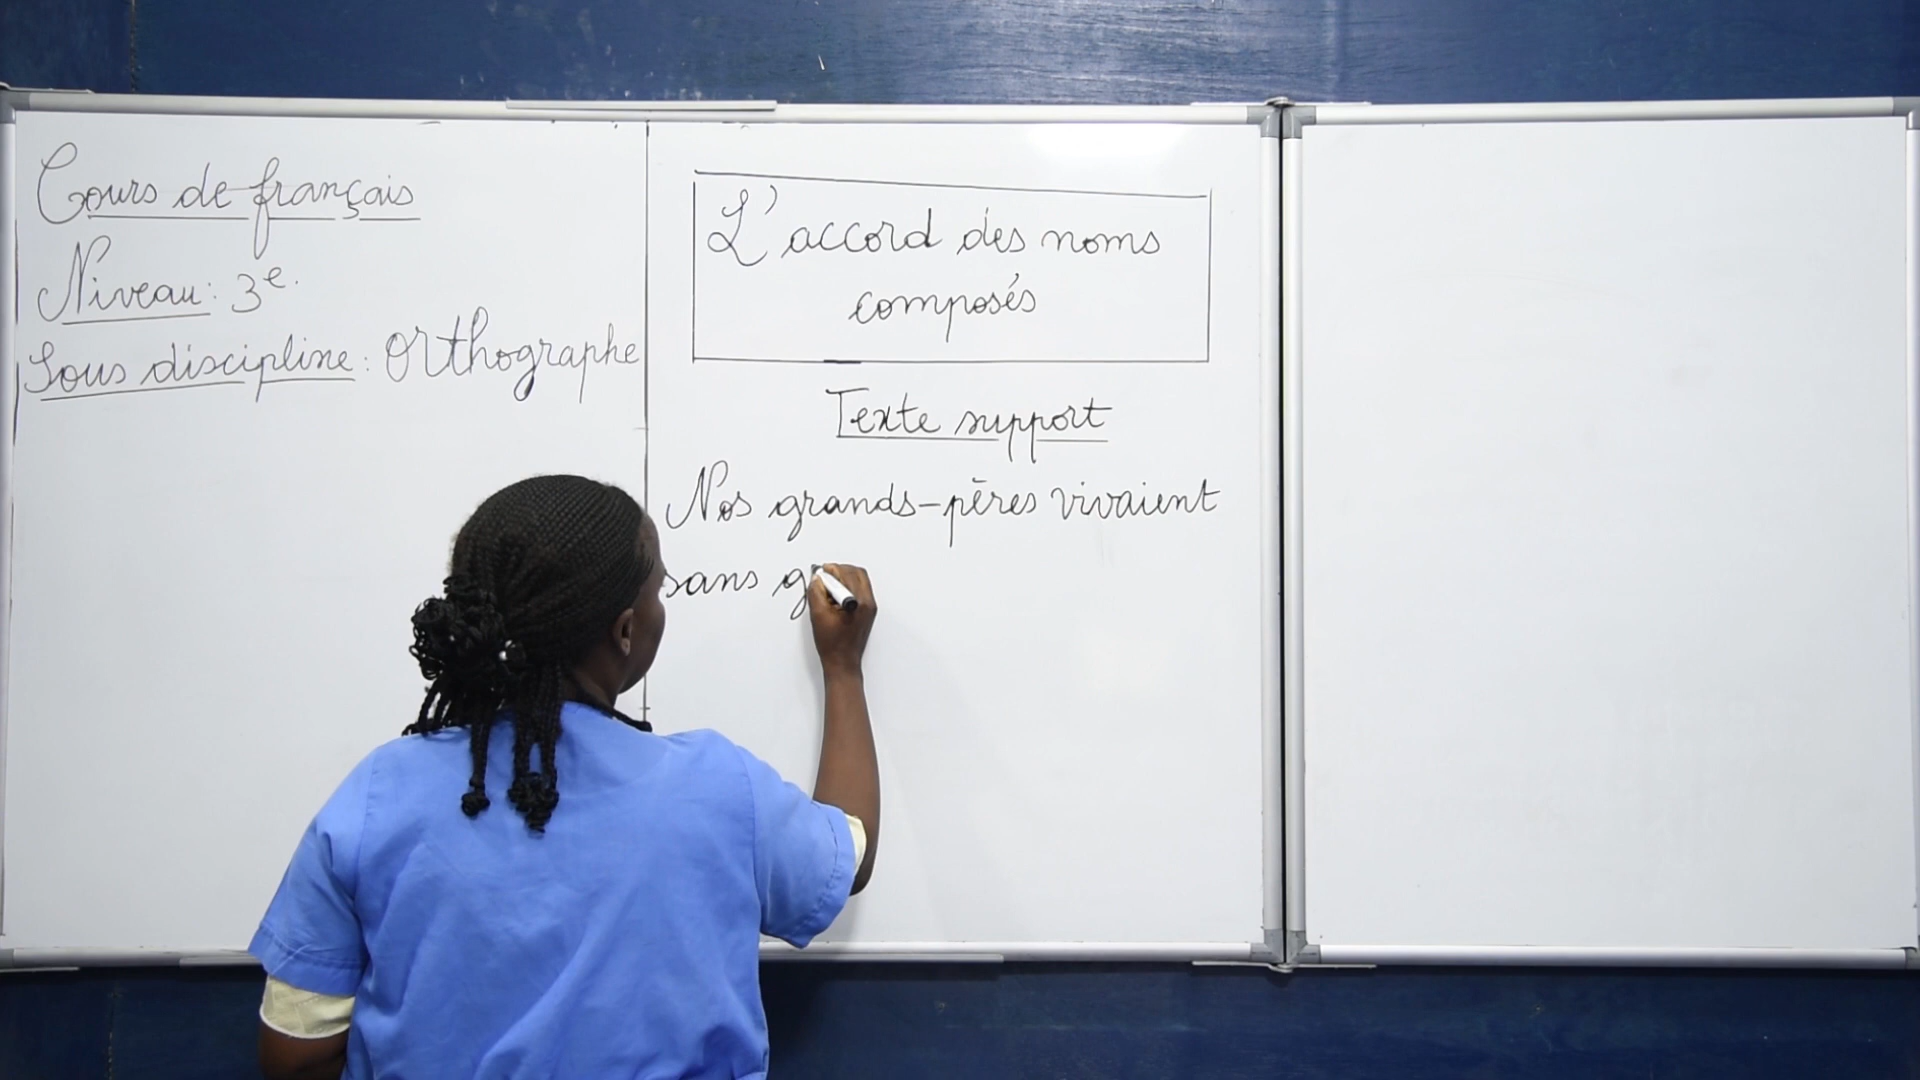 Cours de français
Niveau: 3e.
Sous discipline: Orthographe
L'accord des noms
composés
Texte support
Nos grands-pères vivaient
sans g